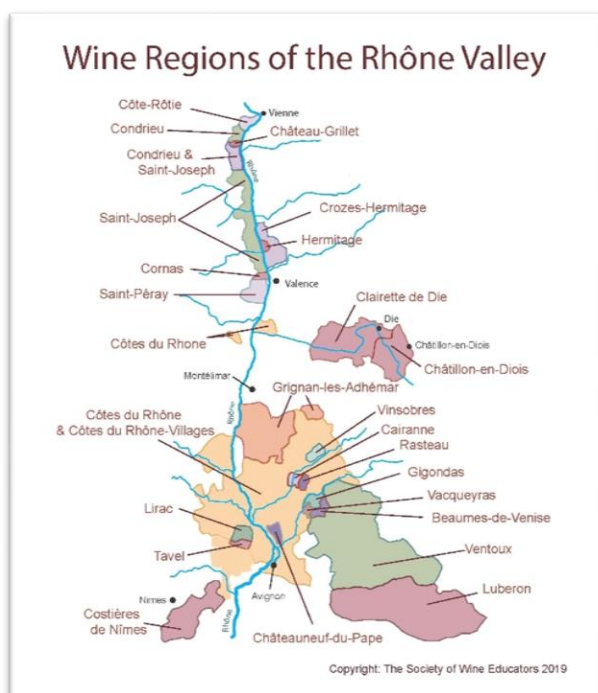 Wine Regions of the Rhône Valley
Côte-Rôtie
Vienne
Condrieu
Château-Grillet
Condrieu &
Saint-Joseph
Rhône
Saint-Joseph
Crozes-Hermitage
Hermitage
Cornas
Valence
Saint-Péray
Clairette de Die
Die
Côtes du Rhone
Châtillon-en-Diois
Châtillon-en-Diois
Montélimar
Grignan-les-Adhémar
Rhône
Côtes du Rhône
& Côtes du Rhône-Villages
Vinsobres
Cairanne
Rasteau
Gigondas
Vacqueyras
Beaumes-de-Venise
Lirac
Tavel
Ventoux
Luberon
Nimes
Avignon
Costières
de Nîmes
Rhône
Châteauneuf-du-Pape
Copyright: The Society of Wine Educators 2019